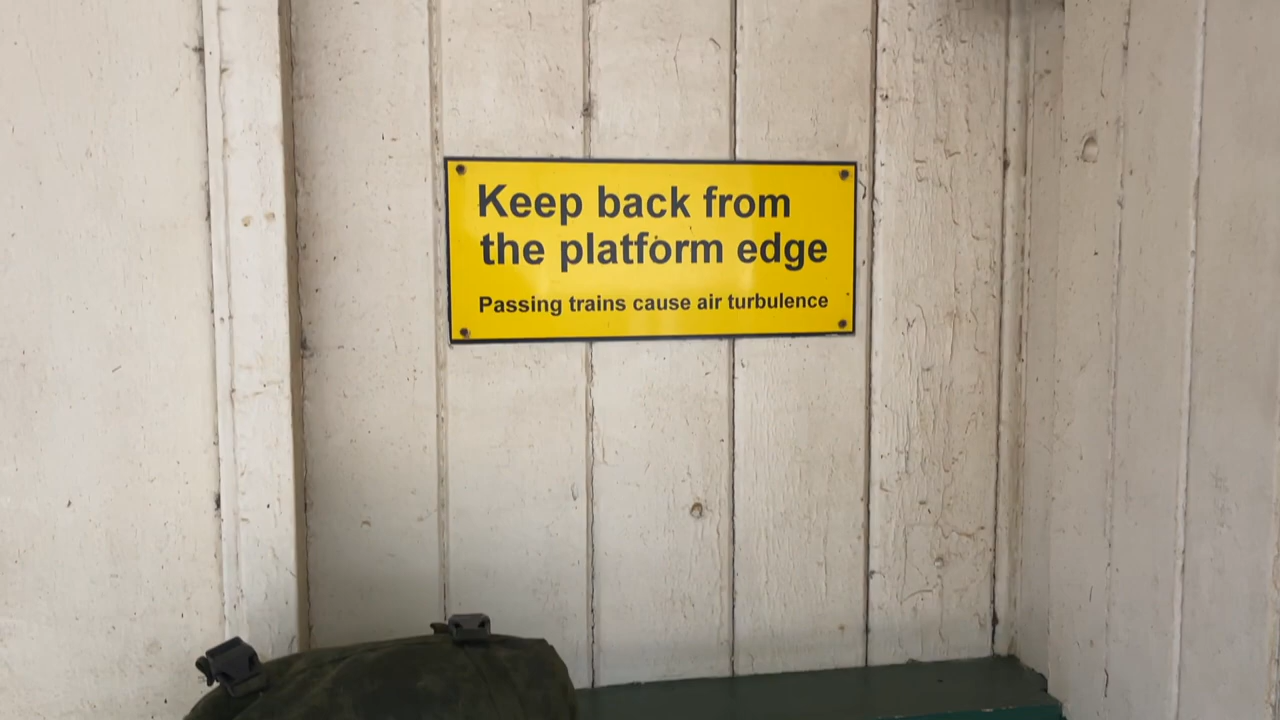 Keep back from
the platform edge
Passing trains cause air turbulence